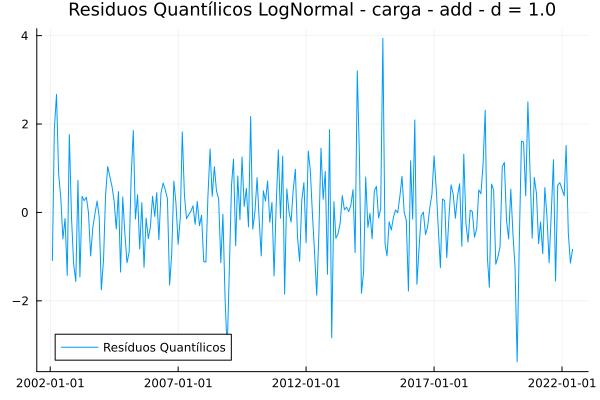 Residuos Quantílicos LogNormal - carga - add - d = 1.0
4
2
0
−2
Resíduos Quantílicos
2002-01-01 2007-01-01 2012-01-01 2017-01-01 2022-01-01